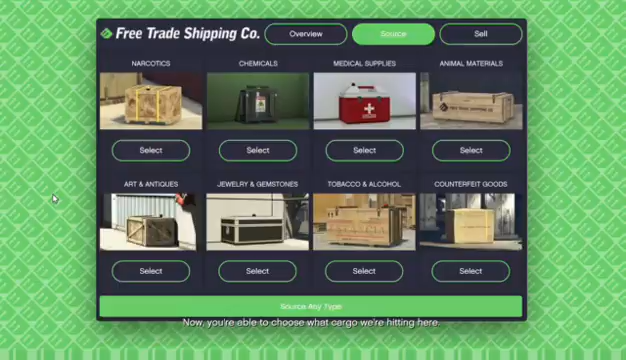 Free Trade Shipping Co.
Overview
Source
Sell
NARCOTICS
CHEMICALS
MEDICAL SUPPLIES
ANIMAL MATERIALS
Select
Select
Select
Select
ART & ANTIQUES
JEWELRY & GEMSTONES
TOBACCO & ALCOHOL
COUNTERFEIT GOODS
Select
Select
Select
Select
Source Any Type
Now, you're able to choose what cargo we're hitting here.